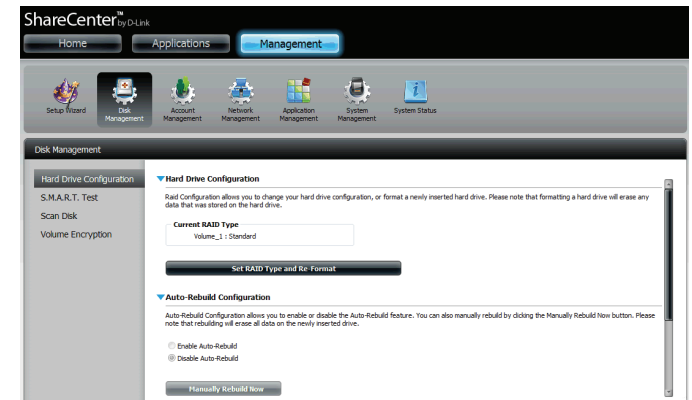 ShareCenter™ by D-Link
Home Applications Management
Setup Wizard Disk Management Account Management Network Management Application Management System Management System Status
Disk Management
Hard Drive Configuration
S.M.A.R.T. Test
Scan Disk
Volume Encryption
Hard Drive Configuration
Raid Configuration allows you to change your hard drive configuration, or format a newly inserted hard drive. Please note that formatting a hard drive will erase any
data that was stored on the hard drive.
Current RAID Type
Volume_1 : Standard
Set RAID Type and Re-Format
Auto-Rebuild Configuration
Auto-Rebuild Configuration allows you to enable or disable the Auto-Rebuild feature. You can also manually rebuild by clicking the Manually Rebuild Now button. Please
note that rebuilding will erase all data on the newly inserted drive.
Enable Auto-Rebuild
Disable Auto-Rebuild
Manually Rebuild Now